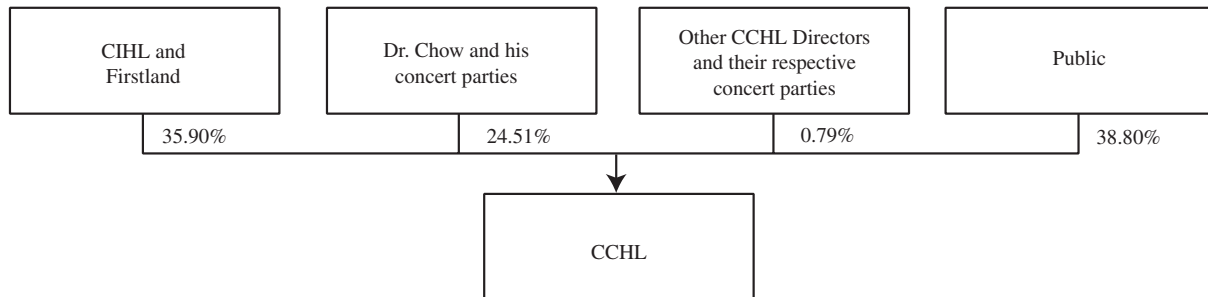 CIHL and
Firstland
Dr. Chow and his
concert parties
Other CCHL Directors
and their respective
concert parties
Public
35.90%
24.51%
0.79%
38.80%
CCHL